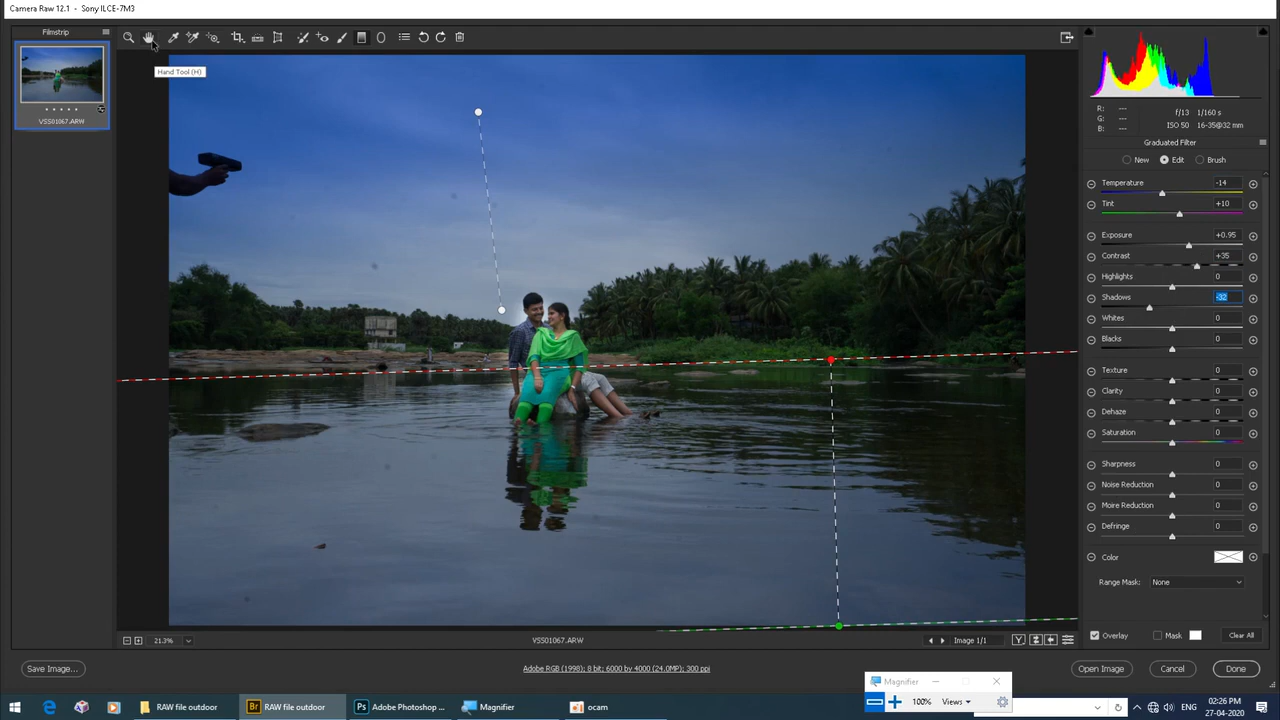 Camera Raw 12.1 - Sony ILCE-7M3
Filmstrip
Hand Tool (H)
VSS01067.ARW
R: ---
G: ---
B: ---
f/13 1/160 s
ISO 50 16-35@32 mm
Graduated Filter
New Edit Brush
Temperature -14
Tint +10
Exposure +0.95
Contrast +35
Highlights 0
Shadows -32
Whites 0
Blacks 0
Texture 0
Clarity 0
Dehaze 0
Saturation 0
Sharpness 0
Noise Reduction 0
Moire Reduction 0
Defringe 0
Color
Range Mask: None
21.3% VSS01067.ARW Image 1/1 Y
Overlay Mask Clear All
Save Image... Adobe RGB (1998); 8 bit; 6000 by 4000 (24.0MP); 300 ppi Open Image Cancel Done
Magnifier
100% Views
RAW file outdoor Br RAW file outdoor Ps Adobe Photoshop ... Magnifier ocam ENG 02:26 PM
27-04-2020